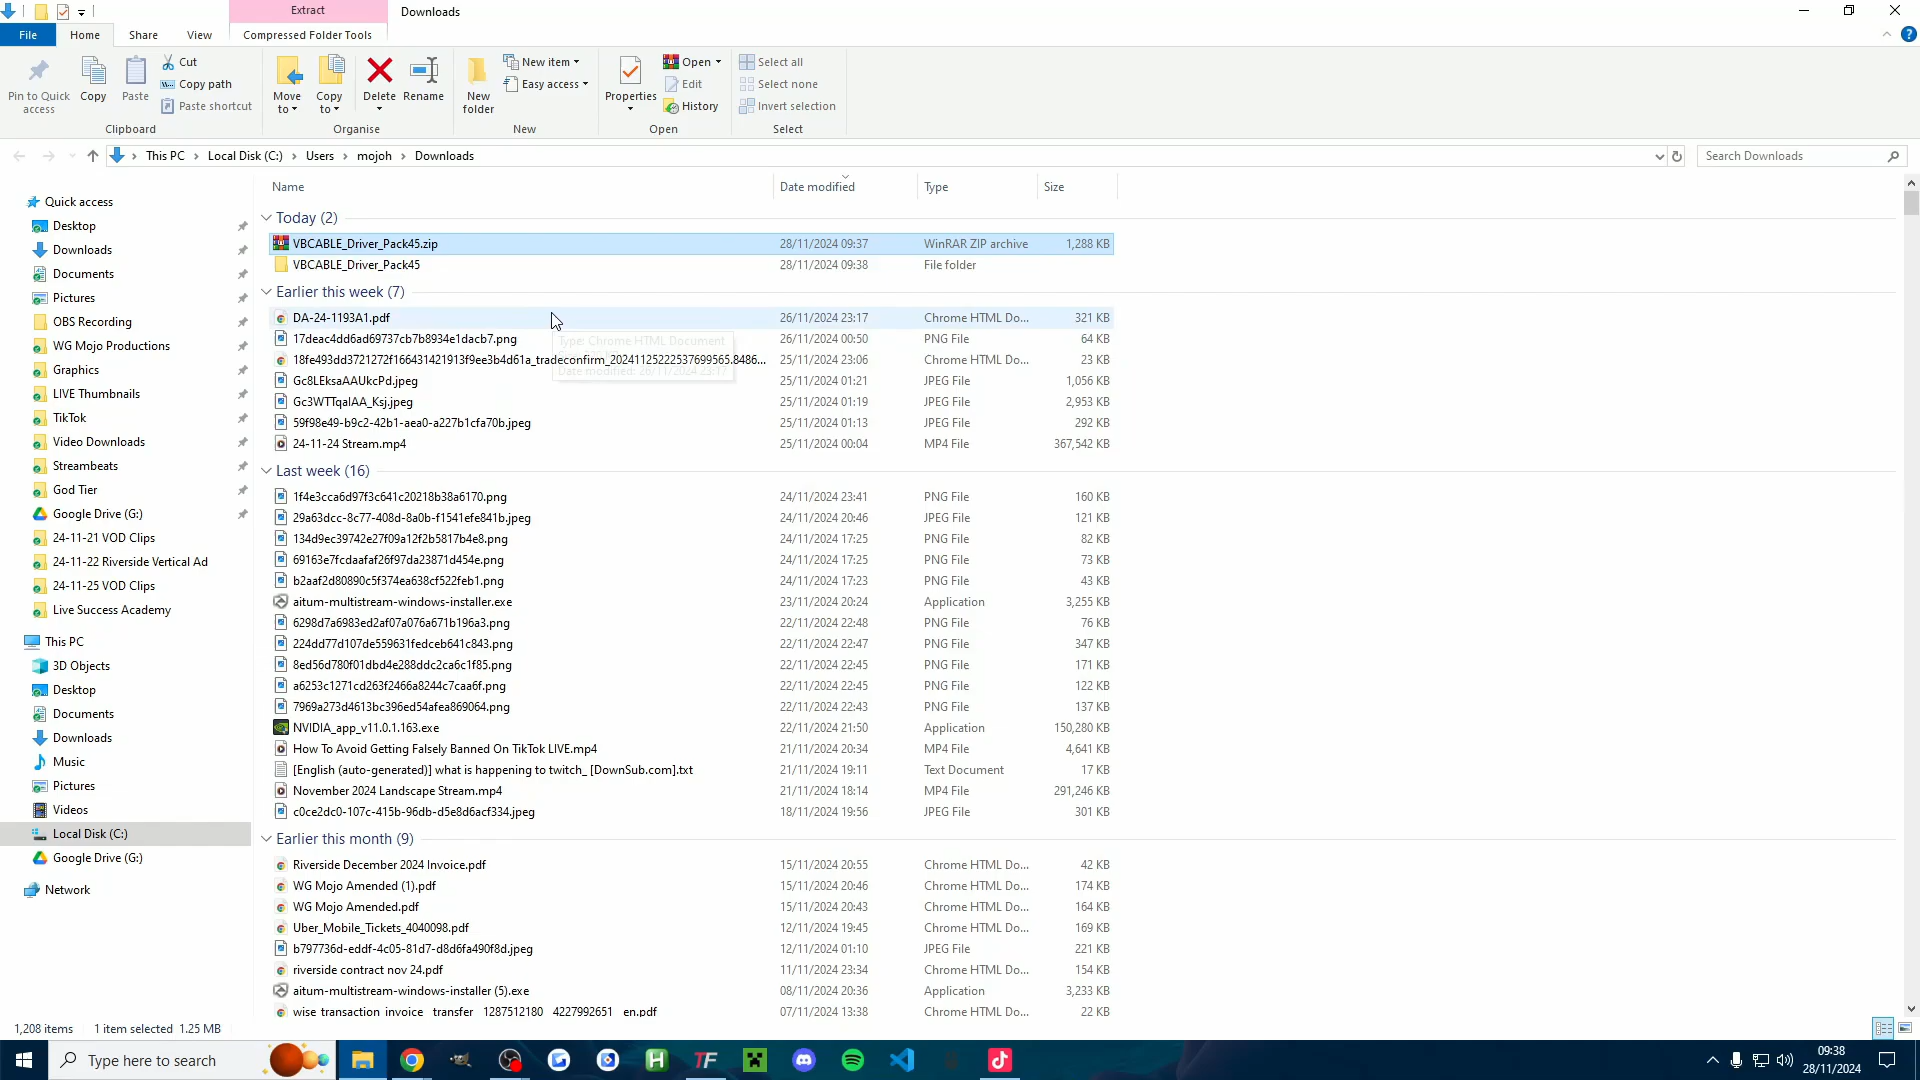 Extract
Downloads
File
Home
Share
View
Compressed Folder Tools
Pin to Quick access
Copy
Paste
Cut
Copy path
Paste shortcut
Move to
Copy to
Delete
Rename
New folder
New item
Easy access
Properties
Open
Edit
History
Select all
Select none
Invert selection
Clipboard
Organise
New
Open
Select
This PC > Local Disk (C:) > Users > mojoh > Downloads
Search Downloads
Quick access
Desktop
Downloads
Documents
Pictures
OBS Recording
WG Mojo Productions
Graphics
LIVE Thumbnails
TikTok
Video Downloads
Streambeats
God Tier
Google Drive (G:)
24-11-21 VOD Clips
24-11-22 Riverside Vertical Ad
24-11-25 VOD Clips
Live Success Academy
This PC
3D Objects
Desktop
Documents
Downloads
Music
Pictures
Videos
Local Disk (C:)
Google Drive (G:)
Network
Name Date modified Type Size
Today (2)
VBCABLE_Driver_Pack45.zip 28/11/2024 09:37 WinRAR ZIP archive 1,288 KB
VBCABLE_Driver_Pack45 28/11/2024 09:38 File folder
Earlier this week (7)
DA-24-1193A1.pdf 26/11/2024 23:17 Chrome HTML Do... 321 KB
17deac4dd6ad69737cb7b8934e1dacb7.png 26/11/2024 00:50 PNG File 64 KB
Type: Chrome HTML Document
18fe493dd3721272f166431421913f9ee3b4d61a_tradeconfirm_20241125222537699565.8486... 25/11/2024 23:06 Chrome HTML Do... 23 KB
Date modified: 26/11/2024 23:17
Gc8LEksaAAUkcPd.jpeg 25/11/2024 01:21 JPEG File 1,056 KB
Gc3WTTqalAA_Ksj.jpeg 25/11/2024 01:19 JPEG File 2,953 KB
59f98e49-b9c2-42b1-aea0-a227b1cfa70b.jpeg 25/11/2024 01:13 JPEG File 292 KB
24-11-24 Stream.mp4 25/11/2024 00:04 MP4 File 367,542 KB
Last week (16)
1f4e3cca6d97f3c641c20218b38a6170.png 24/11/2024 23:41 PNG File 160 KB
29a63dcc-8c77-408d-8a0b-f1541efe841b.jpeg 24/11/2024 20:46 JPEG File 121 KB
134d9ec39742e27f09a12f2b5817b4e8.png 24/11/2024 17:25 PNG File 82 KB
69163e7fcdaafaf26f97da23871d454e.png 24/11/2024 17:25 PNG File 73 KB
b2aaf2d80890c5f374ea638cf522feb1.png 24/11/2024 17:23 PNG File 43 KB
aitum-multistream-windows-installer.exe 23/11/2024 20:24 Application 3,255 KB
6298d7a6983ed2af07a076a671b196a3.png 22/11/2024 22:48 PNG File 76 KB
224dd77d107de559631fedceb641c843.png 22/11/2024 22:47 PNG File 347 KB
8ed56d780f01dbd4e288ddc2ca6c1f85.png 22/11/2024 22:45 PNG File 171 KB
a6253c1271cd263f2466a8244c7caa6f.png 22/11/2024 22:45 PNG File 122 KB
7969a273d4613bc396ed54afea869064.png 22/11/2024 22:43 PNG File 137 KB
NVIDIA_app_v11.0.1.163.exe 22/11/2024 21:50 Application 150,280 KB
How To Avoid Getting Falsely Banned On TikTok LIVE.mp4 21/11/2024 20:34 MP4 File 4,641 KB
[English (auto-generated)] what is happening to twitch_ [DownSub.com].txt 21/11/2024 19:11 Text Document 17 KB
November 2024 Landscape Stream.mp4 21/11/2024 18:14 MP4 File 291,246 KB
c0ce2dc0-107c-415b-96db-d5e8d6acf334.jpeg 18/11/2024 19:56 JPEG File 301 KB
Earlier this month (9)
Riverside December 2024 Invoice.pdf 15/11/2024 20:55 Chrome HTML Do... 42 KB
WG Mojo Amended (1).pdf 15/11/2024 20:46 Chrome HTML Do... 174 KB
WG Mojo Amended.pdf 15/11/2024 20:43 Chrome HTML Do... 164 KB
Uber_Mobile_Tickets_4040098.pdf 12/11/2024 19:45 Chrome HTML Do... 169 KB
b797736d-eddf-4c05-81d7-d8d6fa490f8d.jpeg 12/11/2024 01:10 JPEG File 221 KB
riverside contract nov 24.pdf 11/11/2024 23:34 Chrome HTML Do... 154 KB
aitum-multistream-windows-installer (5).exe 08/11/2024 20:36 Application 3,233 KB
wise_transaction_invoice__transfer__1287512180__4227992651__en.pdf 07/11/2024 13:38 Chrome HTML Do... 22 KB
1,208 items 1 item selected 1.25 MB
Type here to search
H
TF
09:38
28/11/2024